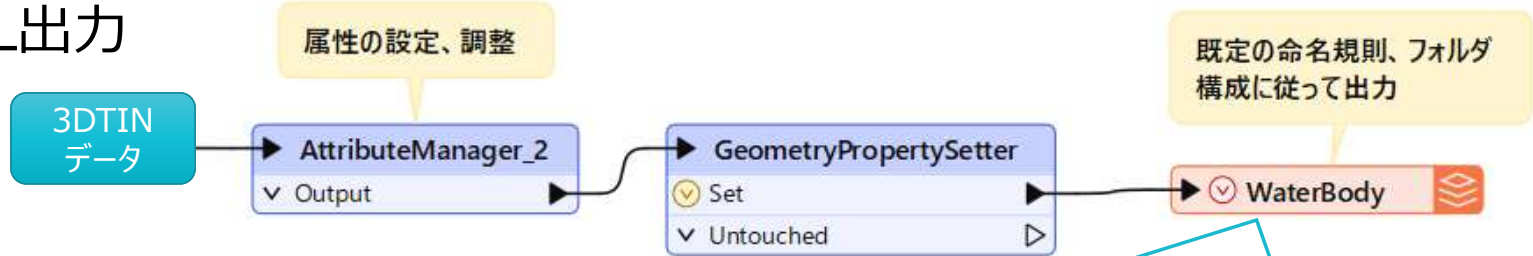 出力
属性の設定、調整
既定の命名規則、フォルダ
構成に従って出力
3DTIN
データ
AttributeManager_2
Output
GeometryPropertySetter
Set
Untouched
WaterBody